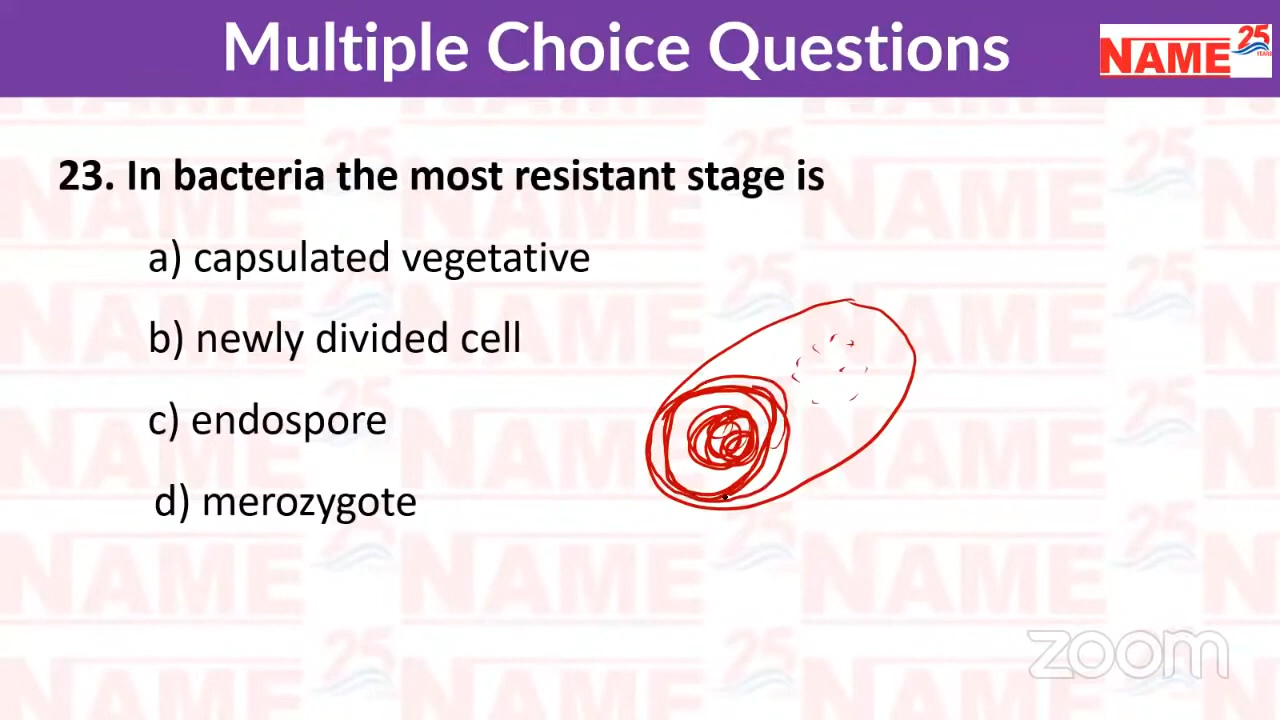 Multiple Choice Questions
NAME 25 YEARS
23. In bacteria the most resistant stage is
a) capsulated vegetative
b) newly divided cell
c) endospore
d) merozygote
zoom